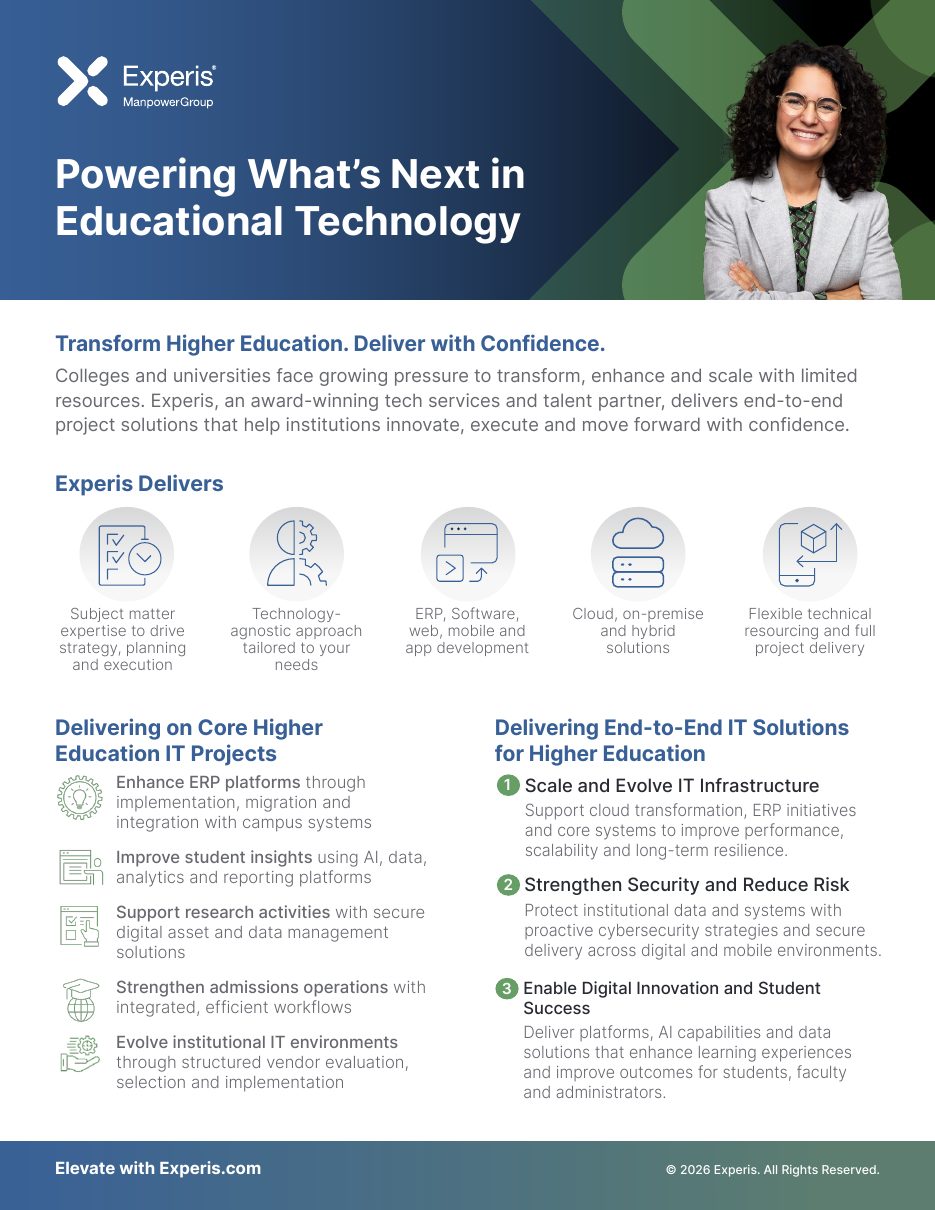 Experis®
ManpowerGroup
Powering What’s Next in
Educational Technology
Transform Higher Education. Deliver with Confidence.
Colleges and universities face growing pressure to transform, enhance and scale with limited
resources. Experis, an award-winning tech services and talent partner, delivers end-to-end
project solutions that help institutions innovate, execute and move forward with confidence.
Experis Delivers
Subject matter
expertise to drive
strategy, planning
and execution
Technology-
agnostic approach
tailored to your
needs
ERP, Software,
web, mobile and
app development
Cloud, on-premise
and hybrid
solutions
Flexible technical
resourcing and full
project delivery
Delivering on Core Higher
Education IT Projects
Enhance ERP platforms through
implementation, migration and
integration with campus systems
Improve student insights using AI, data,
analytics and reporting platforms
Support research activities with secure
digital asset and data management
solutions
Strengthen admissions operations with
integrated, efficient workflows
Evolve institutional IT environments
through structured vendor evaluation,
selection and implementation
Delivering End-to-End IT Solutions
for Higher Education
1 Scale and Evolve IT Infrastructure
Support cloud transformation, ERP initiatives
and core systems to improve performance,
scalability and long-term resilience.
2 Strengthen Security and Reduce Risk
Protect institutional data and systems with
proactive cybersecurity strategies and secure
delivery across digital and mobile environments.
3 Enable Digital Innovation and Student
Success
Deliver platforms, AI capabilities and data
solutions that enhance learning experiences
and improve outcomes for students, faculty
and administrators.
Elevate with Experis.com
© 2026 Experis. All Rights Reserved.